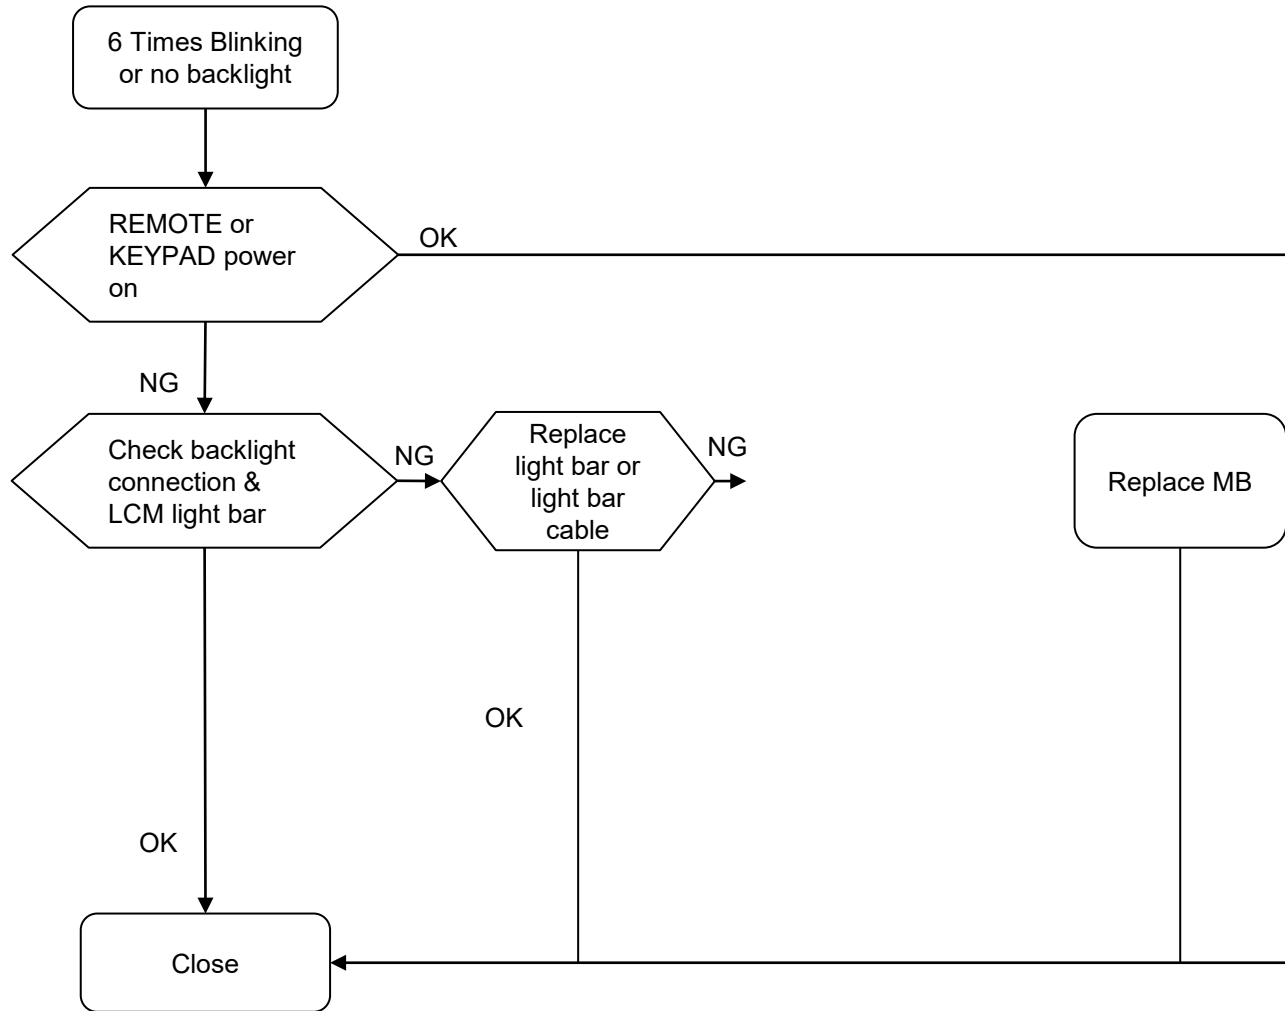 6 Times Blinking
or no backlight
REMOTE or
KEYPAD power
on
OK
NG
Check backlight
connection &
LCM light bar
NG
Replace
light bar or
light bar
cable
NG
Replace MB
OK
OK
Close